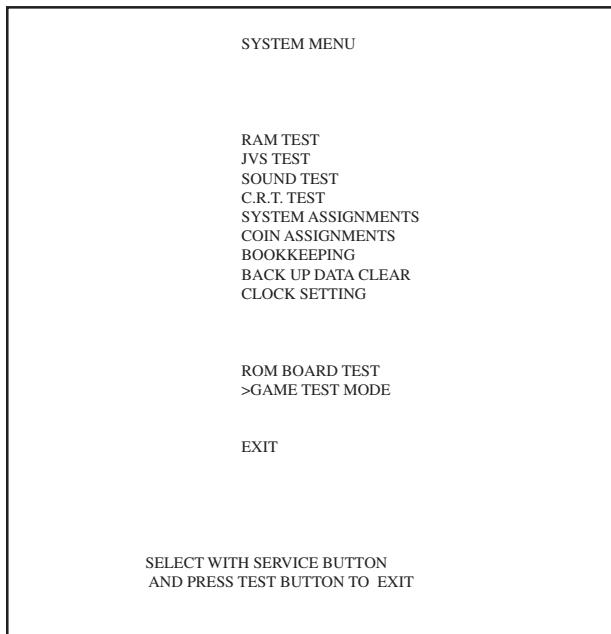 SYSTEM MENU
RAM TEST
JVS TEST
SOUND TEST
C.R.T. TEST
SYSTEM ASSIGNMENTS
COIN ASSIGNMENTS
BOOKKEEPING
BACK UP DATA CLEAR
CLOCK SETTING
ROM BOARD TEST
>GAME TEST MODE
EXIT
SELECT WITH SERVICE BUTTON
AND PRESS TEST BUTTON TO EXIT